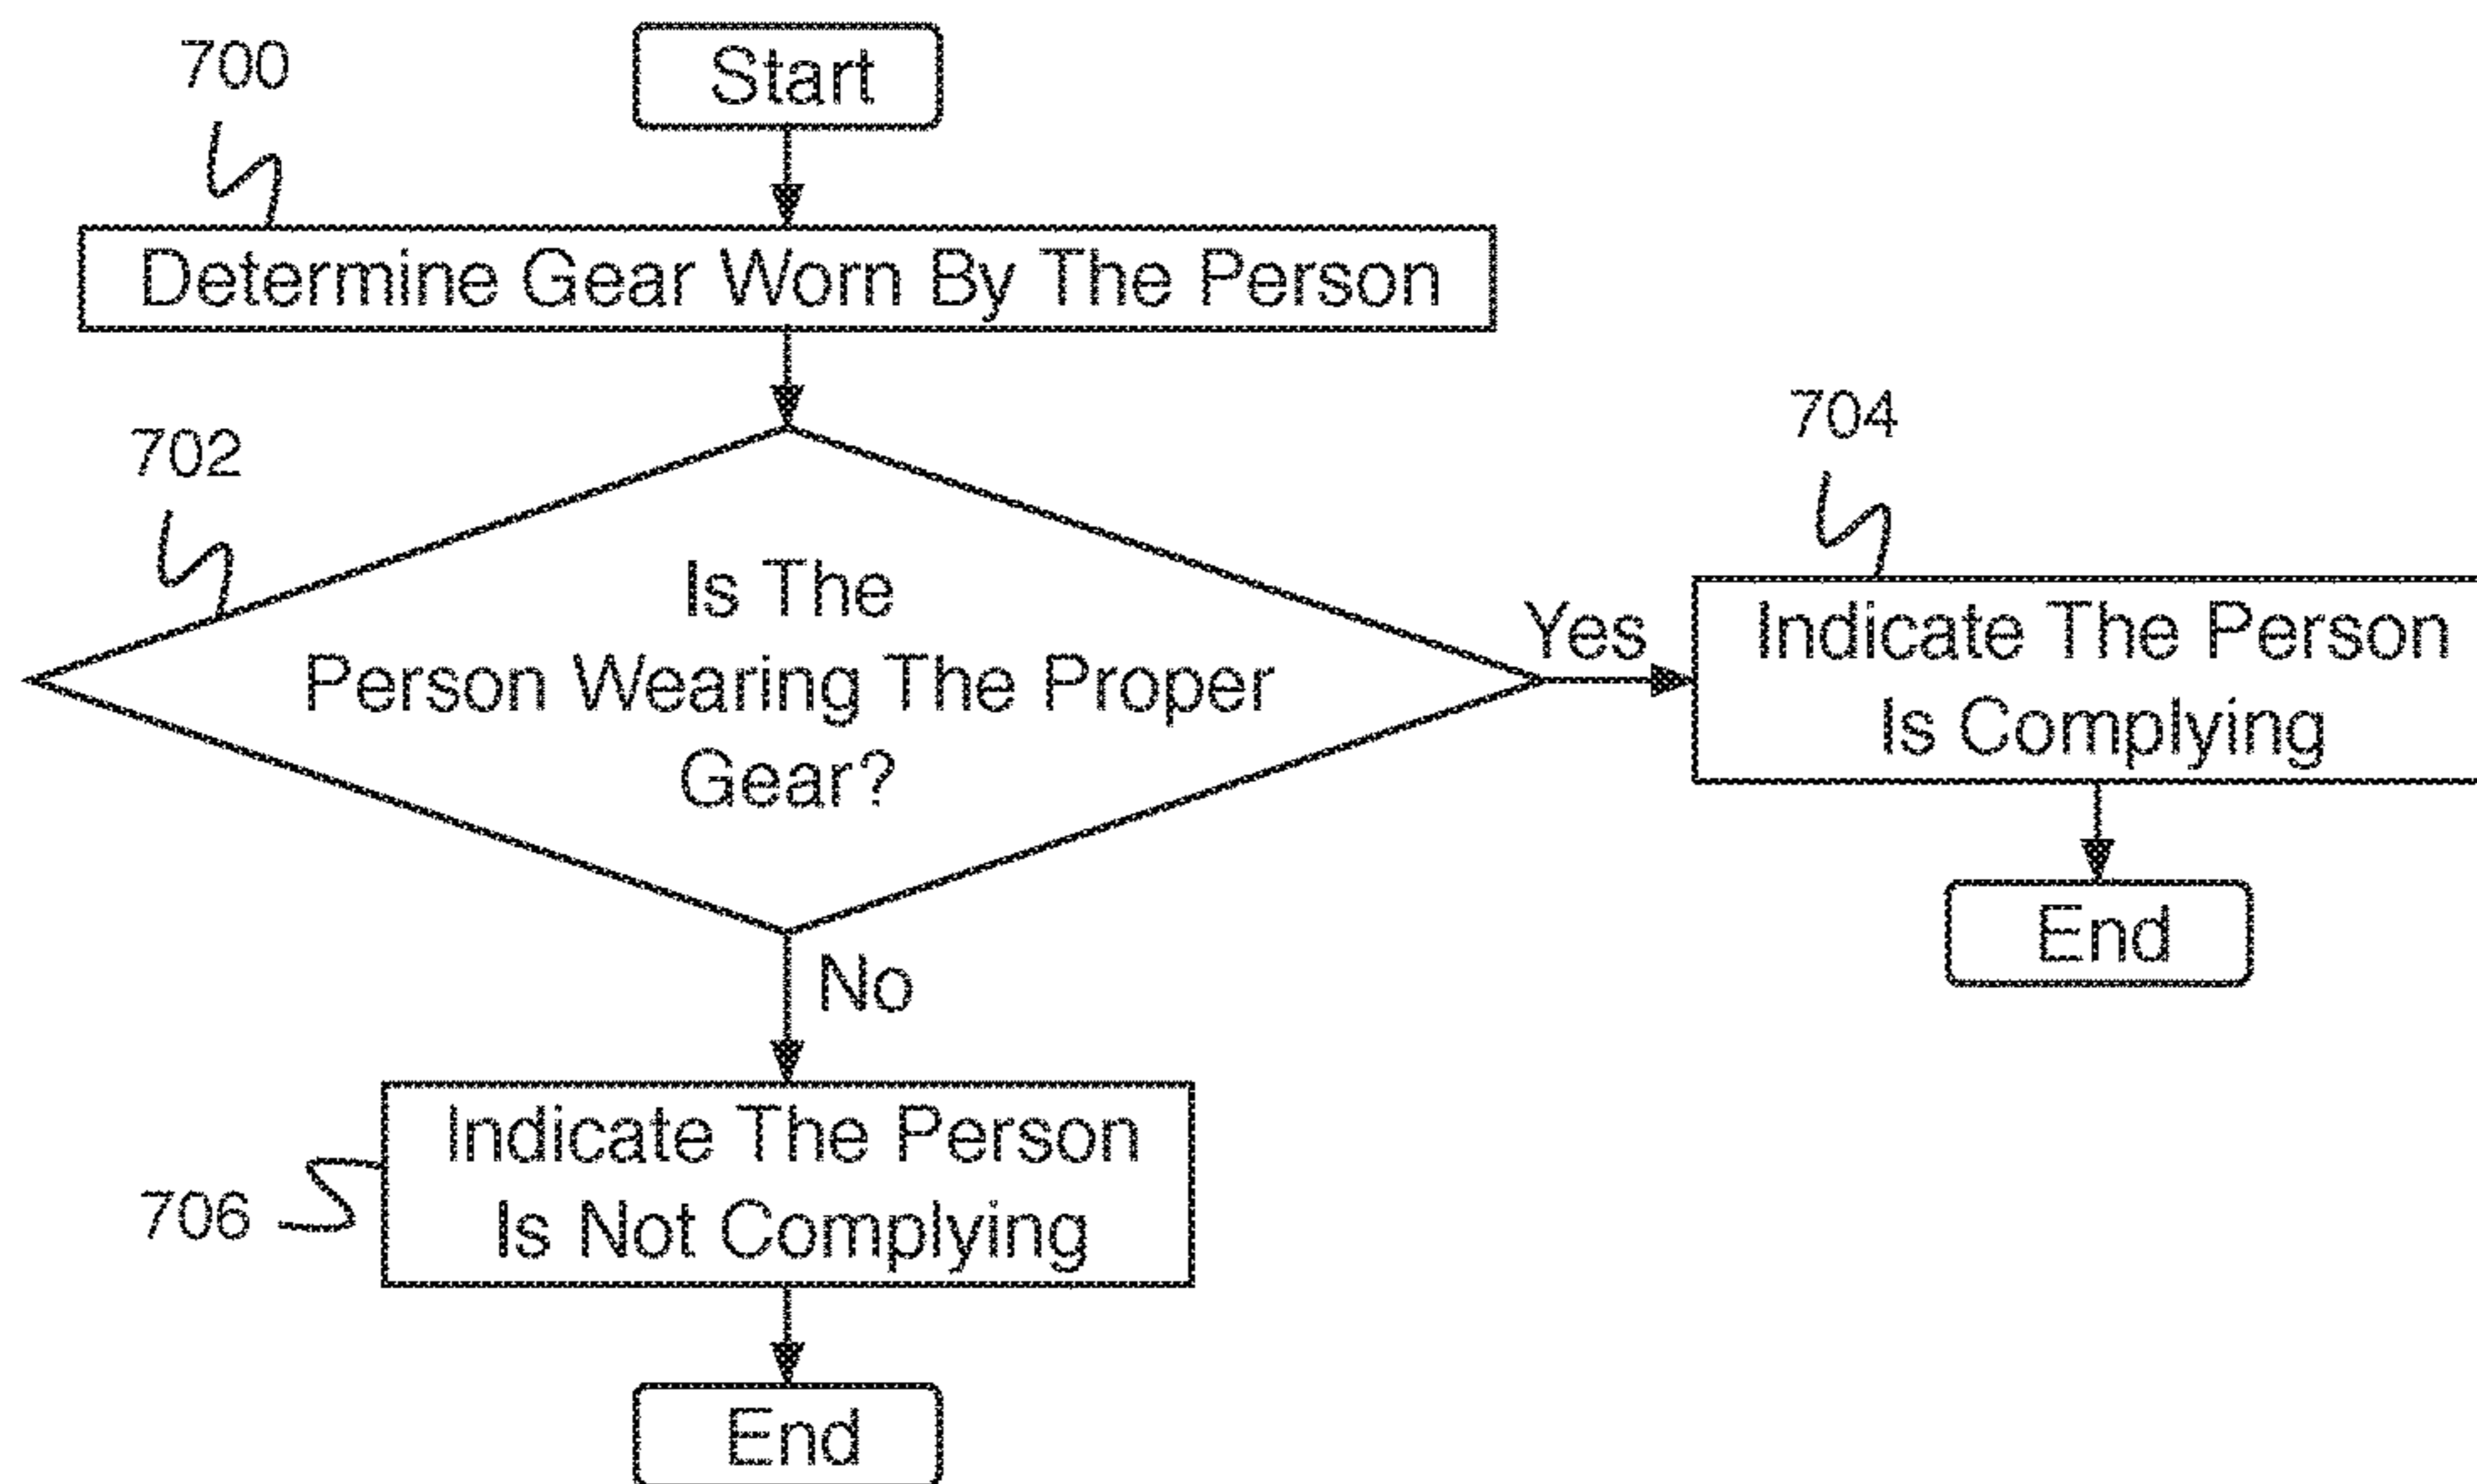 700
Start
Determine Gear Worn By The Person
702
Is The
Person Wearing The Proper
Gear?
Yes
704
Indicate The Person
Is Complying
End
No
706
Indicate The Person
Is Not Complying
End